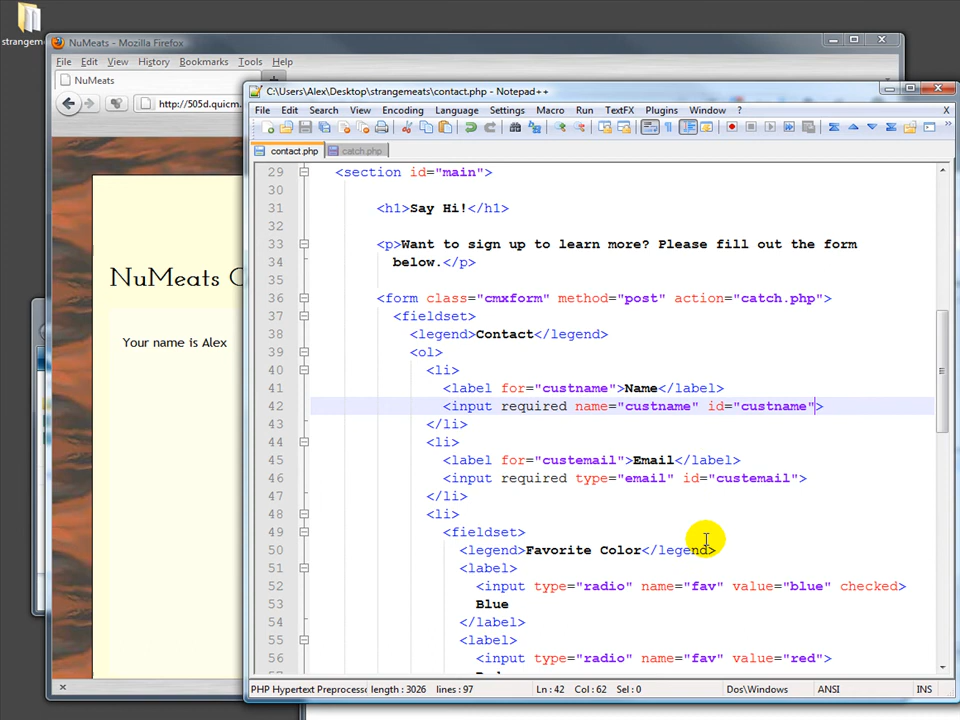 strangeme
NuMeats - Mozilla Firefox
File Edit View History Bookmarks Tools Help
NuMeats
http://505d.quicm
C:\Users\Alex\Desktop\strangemeats\contact.php - Notepad++
File Edit Search View Encoding Language Settings Macro Run TextFX Plugins Window ? X
contact.php catch.php
29 <section id="main">
30
31 <h1>Say Hi!</h1>
32
33 <p>Want to sign up to learn more? Please fill out the form
34 below.</p>
35
36 <form class="cmxform" method="post" action="catch.php">
37 <fieldset>
38 <legend>Contact</legend>
39 <ol>
40 <li>
41 <label for="custname">Name</label>
42 <input required name="custname" id="custname">
43 </li>
44 <li>
45 <label for="custemail">Email</label>
46 <input required type="email" id="custemail">
47 </li>
48 <li>
49 <fieldset>
50 <legend>Favorite Color</legend>
51 <label>
52 <input type="radio" name="fav" value="blue" checked>
53 Blue
54 </label>
55 <label>
56 <input type="radio" name="fav" value="red">
NuMeats C
Your name is Alex
PHP Hypertext Preprocess length : 3026 lines : 97 Ln : 42 Col : 62 Sel : 0 Dos\Windows ANSI INS